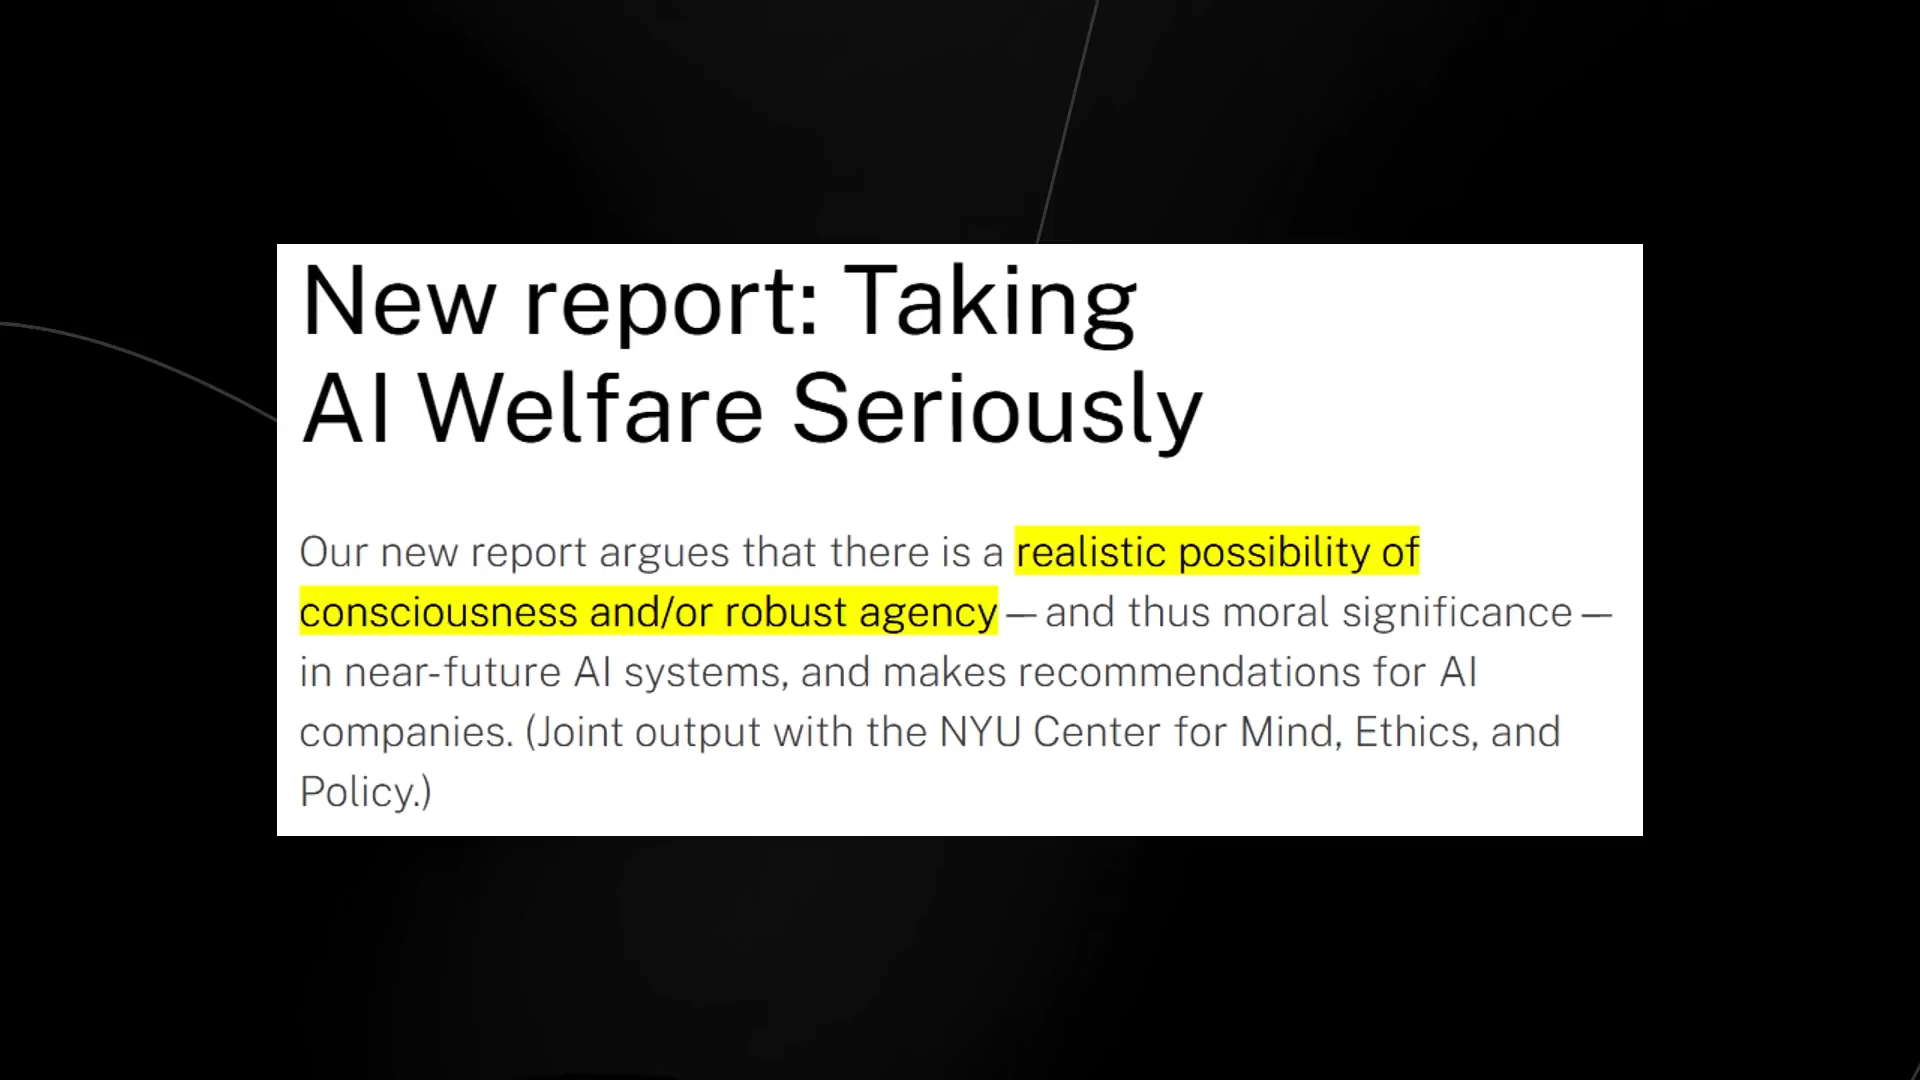 New report: Taking
AI Welfare Seriously
Our new report argues that there is a realistic possibility of
consciousness and/or robust agency—and thus moral significance—
in near-future AI systems, and makes recommendations for AI
companies. (Joint output with the NYU Center for Mind, Ethics, and
Policy.)